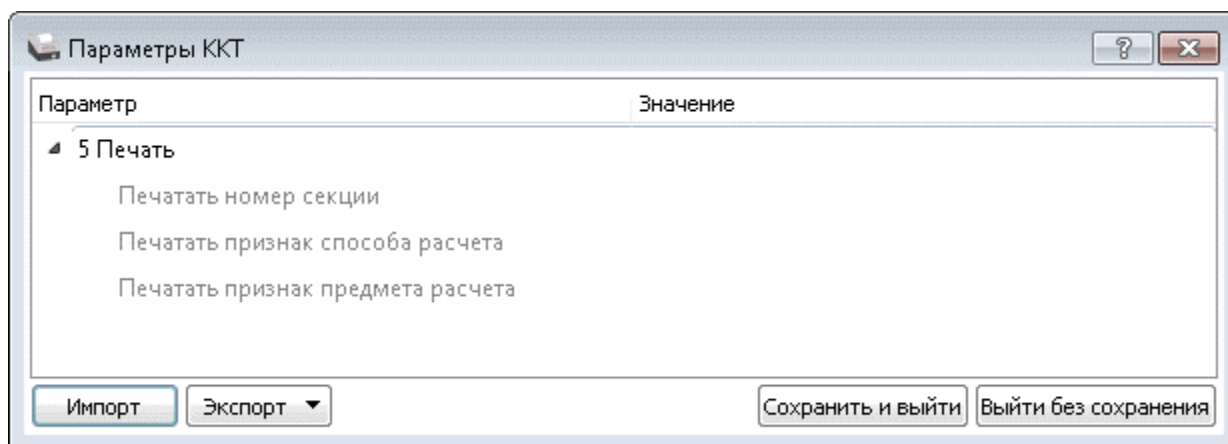 Параметры ККТ
Параметр Значение
5 Печать
Печатать номер секции
Печатать признак способа расчета
Печатать признак предмета расчета
Импорт Экспорт Сохранить и выйти Выйти без сохранения